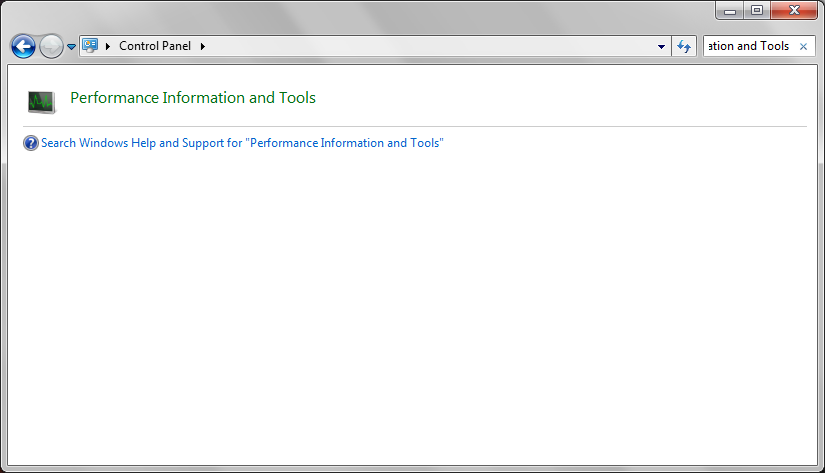 Control Panel
ation and Tools
Performance Information and Tools
Search Windows Help and Support for "Performance Information and Tools"